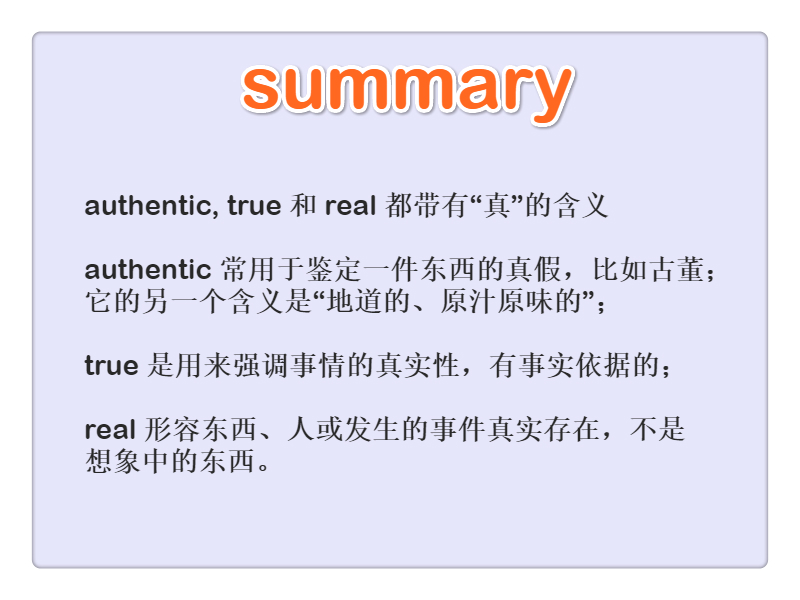 summary
authentic, true 和 real 都带有“真”的含义
authentic 常用于鉴定一件东西的真假，比如古董；
它的另一个含义是“地道的、原汁原味的”；
true 是用来强调事情的真实性，有事实依据的；
real 形容东西、人或发生的事件真实存在，不是
想象中的东西。